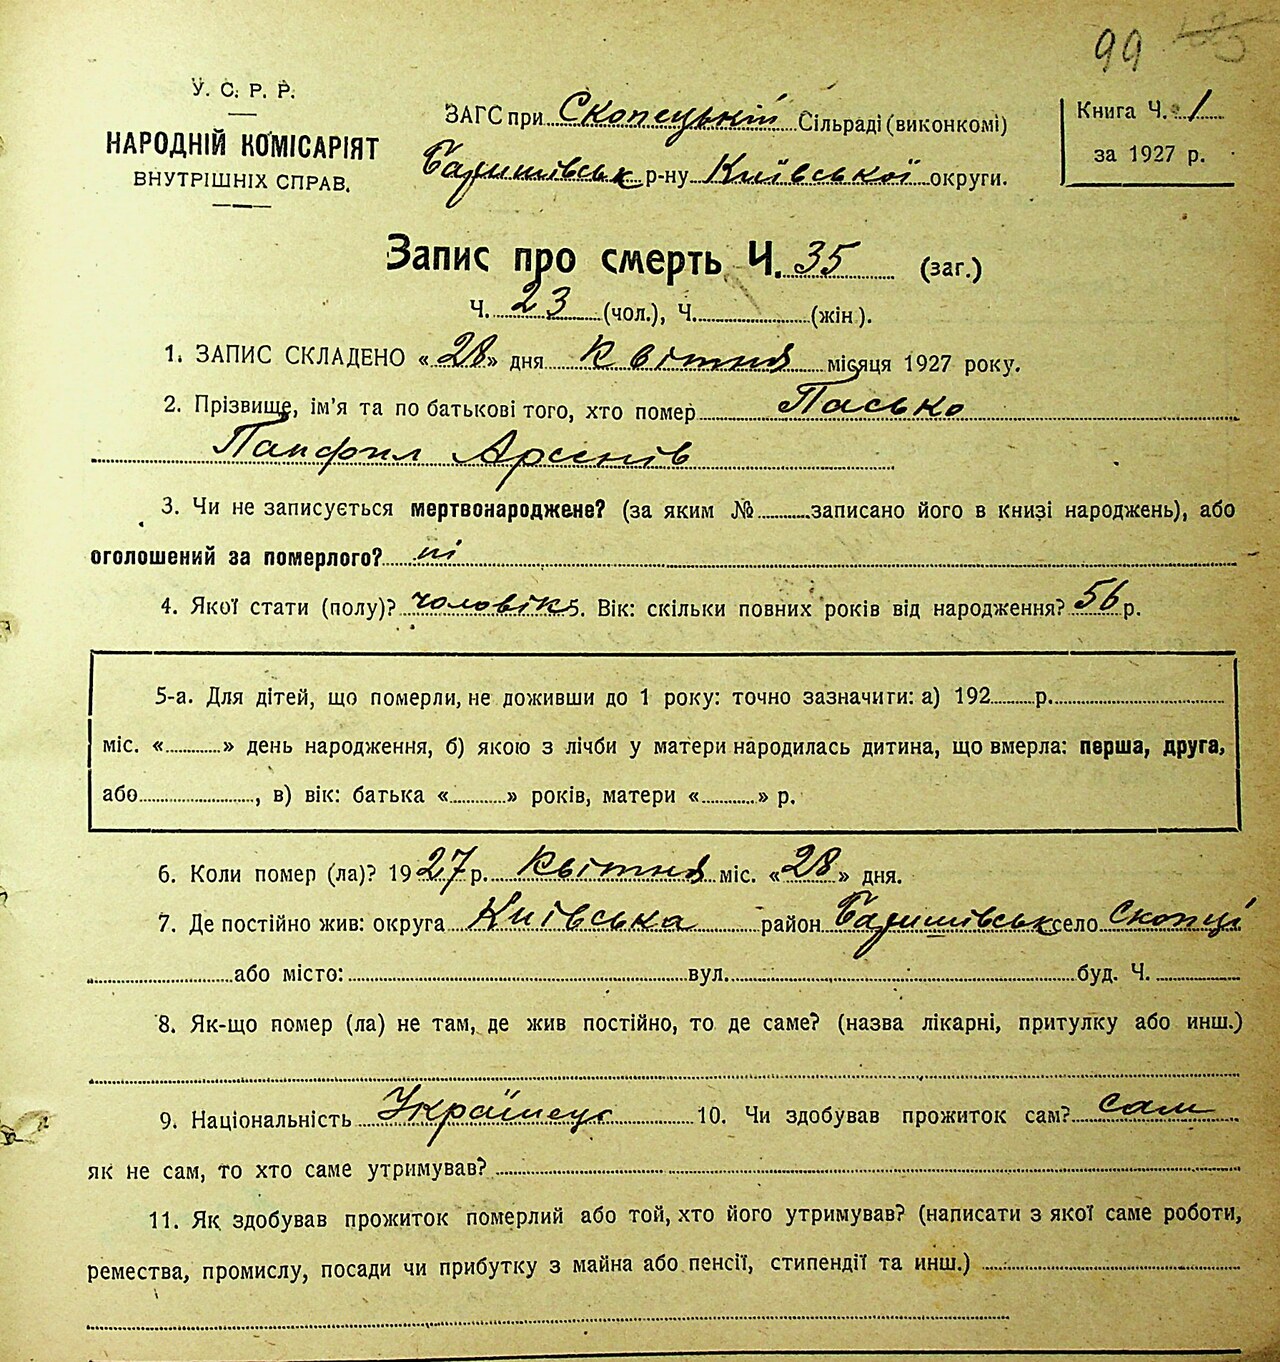 99
У. С. Р. Р.
НАРОДНІЙ КОМІСАРІЯТ
ВНУТРІШНІХ СПРАВ.
ЗАГС при Скопецькій Сільраді (виконкомі)
Баришівськ р-ну Київської округи.
Книга Ч. 1
за 1927 р.
Запис про смерть Ч. 35 (заг.)
Ч. 23 (чол.), Ч. (жін).
1. ЗАПИС СКЛАДЕНО «28» дня Квітня місяця 1927 року.
2. Прізвище, ім'я та по батькові того, хто помер Пасько
Панфил Арсенів
3. Чи не записується мертвонароджене? (за яким № записано його в книзі народжень), або
оголошений за померлого? ні
4. Якої стати (полу)? чоловік 5. Вік: скільки повних років від народження? 56 р.
5-а. Для дітей, що померли, не доживши до 1 року: точно зазначити: а) 192 р.
міс. « » день народження, б) якою з лічби у матери народилась дитина, що вмерла: перша, друга,
або , в) вік: батька « » років, матери « » р.
6. Коли помер (ла)? 1927 р. Квітня міс. «28» дня.
7. Де постійно жив: округа Київська район Баришівськ село Скопці
або місто: вул. буд. Ч.
8. Як-що помер (ла) не там, де жив постійно, то де саме? (назва лікарні, притулку або инш.)
9. Національність Українець 10. Чи здобував прожиток сам? сам
як не сам, то хто саме утримував?
11. Як здобував прожиток померлий або той, хто його утримував? (написати з якої саме роботи,
ремества, промислу, посади чи прибутку з майна або пенсії, стипендії та инш.)